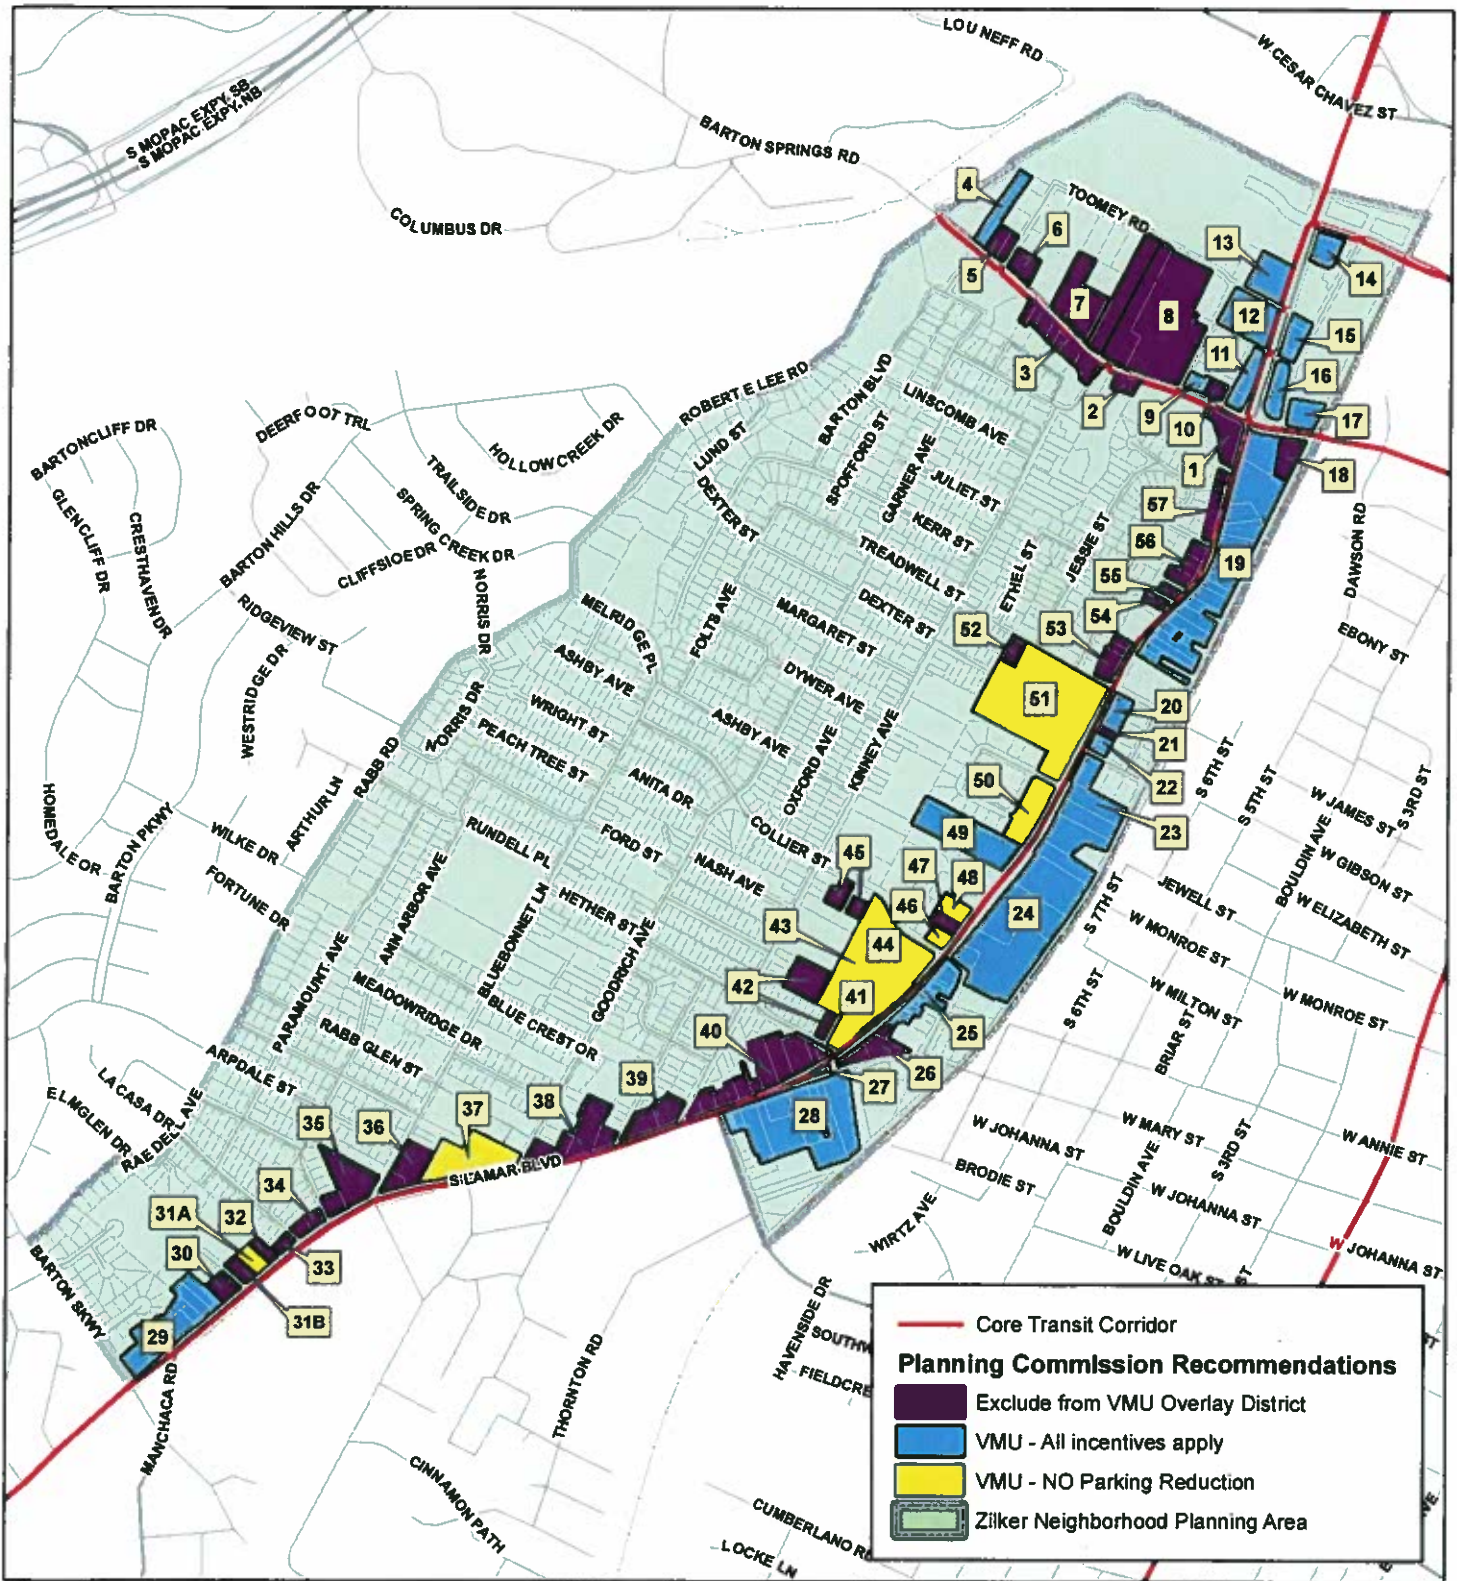 LOU NEFF RD
W CESAR CHAVEZ ST
S MOPAC EXPY SB
S MOPAC EXPY NB
BARTON SPRINGS RD
COLUMBUS DR
TOOMEY RD
4
6
5
13
14
7
8
12
15
11
16
3
2
9
10
17
1
18
ROBERT E LEE RD
BARTON BLVD
LINSCOMB AVE
BARTONCLIFF DR
DEERFOOT TRL
HOLLOW CREEK DR
LUND ST
SPOFFORD ST
GARNER AVE
JULIET ST
TRAILSIDE DR
GLENCLIFF DR
CRESTHAVEN DR
BARTON HILLS DR
SPRING CREEK DR
CLIFFSIOE DR
DEXTER ST
KERR ST
TREADWELL ST
JESSIE ST
ETHEL ST
57
56
55
54
19
DAWSON RD
NORRIS DR
RIDGEVIEW ST
WESTRIDGE DR
MELRIDGE PL
FOLTS AVE
MARGARET ST
DEXTER ST
52
53
EBONY ST
ASHBY AVE
DYWER AVE
51
20
21
22
NORRIS DR
WRIGHT ST
PEACH TREE ST
ASHBY AVE
OXFORD AVE
KINNEY AVE
RABB RD
ANITA DR
50
49
23
S 6TH ST
S 5TH ST
S 3RD ST
W JAMES ST
HOMEDALE OR
BARTON PKWY
WILKE DR
ARTHUR LN
FORTUNE DR
RUNDELL PL
FORD ST
COLLIER ST
NASH AVE
45
47
48
46
24
BOULDIN AVE
W GIBSON ST
JEWELL ST
W ELIZABETH ST
S 7TH ST
W MONROE ST
ANN ARBOR AVE
HETHER ST
BLUEBONNET LN
GOODRICH AVE
43
44
42
41
25
S 6TH ST
W MILTON ST
W MONROE ST
BRIAR ST
PARAMOUNT AVE
MEADOWRIDGE DR
BLUE CREST OR
RABB GLEN ST
40
26
27
28
ARPDALE ST
LA CASA DR
ELMGLEN DR
RAE DELL AVE
39
38
37
36
35
S LAMAR BLVD
W MARY ST
W ANNIE ST
W JOHANNA ST
S 3RD ST
BRODIE ST
BOULDIN AVE
W JOHANNA ST
W JOHANNA ST
W LIVE OAK ST
WIRTZ AVE
34
31A
32
30
33
31B
29
BARTON SKWY
MANCHACA RD
THORNTON RD
HAVENSIDE DR
SOUTHW
FIELDCRE
CINNAMON PATH
CUMBERLAND R
LOCKE LN
ST
ST
NE
E
Core Transit Corridor
Planning Commission Recommendations
Exclude from VMU Overlay District
VMU - All incentives apply
VMU - NO Parking Reduction
Zilker Neighborhood Planning Area